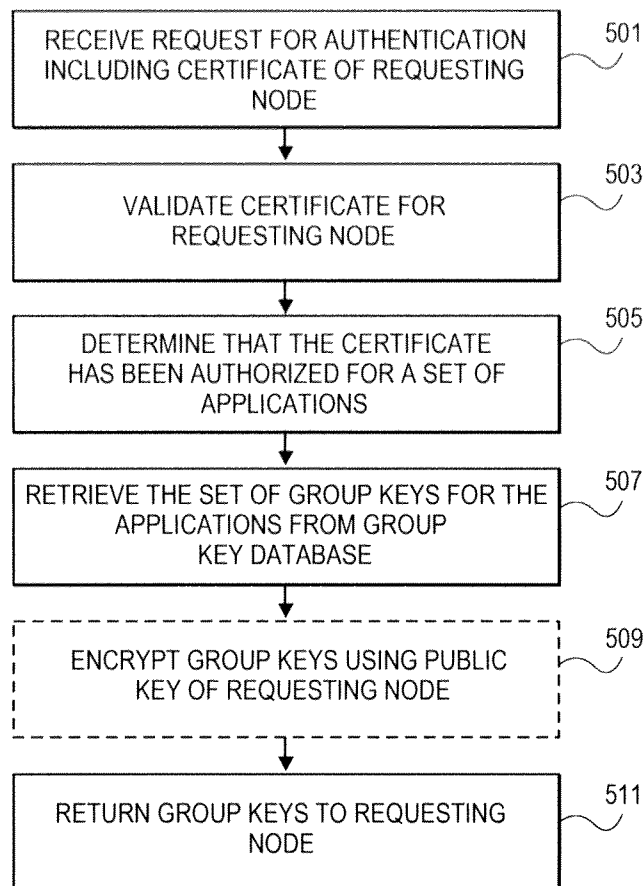 RECEIVE REQUEST FOR AUTHENTICATION
INCLUDING CERTIFICATE OF REQUESTING
NODE
501
VALIDATE CERTIFICATE FOR
REQUESTING NODE
503
DETERMINE THAT THE CERTIFICATE
HAS BEEN AUTHORIZED FOR A SET OF
APPLICATIONS
505
RETRIEVE THE SET OF GROUP KEYS FOR THE
APPLICATIONS FROM GROUP
KEY DATABASE
507
ENCRYPT GROUP KEYS USING PUBLIC
KEY OF REQUESTING NODE
509
RETURN GROUP KEYS TO REQUESTING
NODE
511